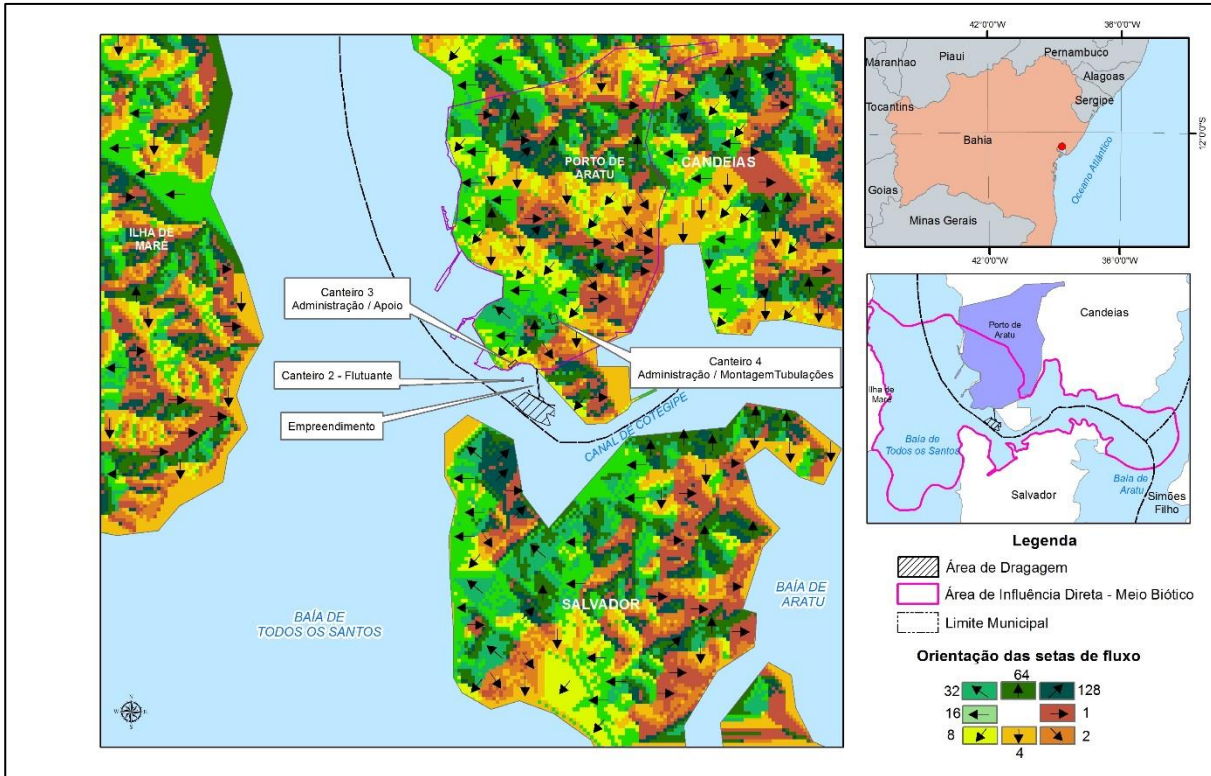 ILHA DE
MARÉ
PORTO DE
ARATU
CANDEIAS
Canteiro 3
Administração / Apoio
Canteiro 2 - Flutuante
Empreendimento
Canteiro 4
Administração / Montagem Tubulações
CANAL DE COTEGIPE
SALVADOR
BAÍA DE
TODOS OS SANTOS
BAÍA DE
ARATU
42°0'0"W
36°0'0"W
Maranhao
Piaui
Pernambuco
Alagoas
Sergipe
Tocantins
Bahia
12°0'0"S
Goias
Minas Gerais
Oceano Atlântico
42°0'0"W
36°0'0"W
Porto de
Aratu
Candeias
Ilha de
Maré
Baía de
Todos os Santos
Baía de
Aratu
Salvador
Simões
Filho
Legenda
Área de Dragagem
Área de Influência Direta - Meio Biótico
Limite Municipal
Orientação das setas de fluxo
64
32
128
16
1
8
2
4